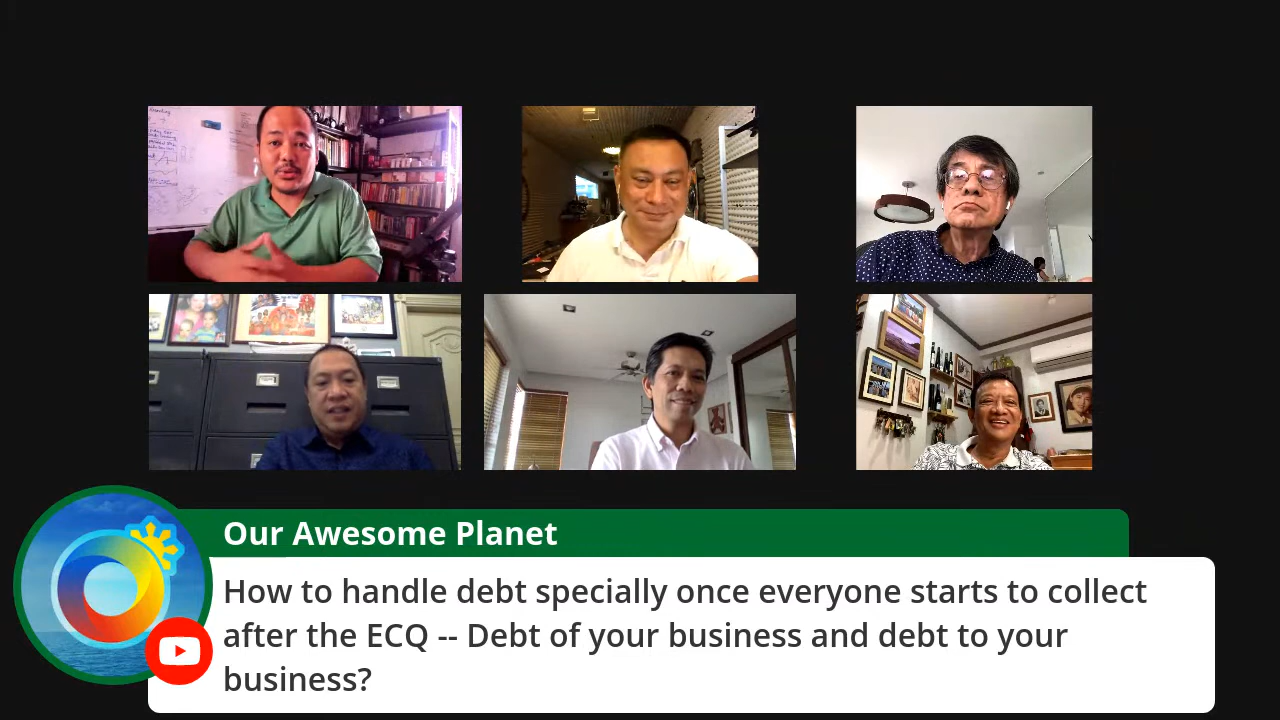 Our Awesome Planet
How to handle debt specially once everyone starts to collect
after the ECQ -- Debt of your business and debt to your
business?